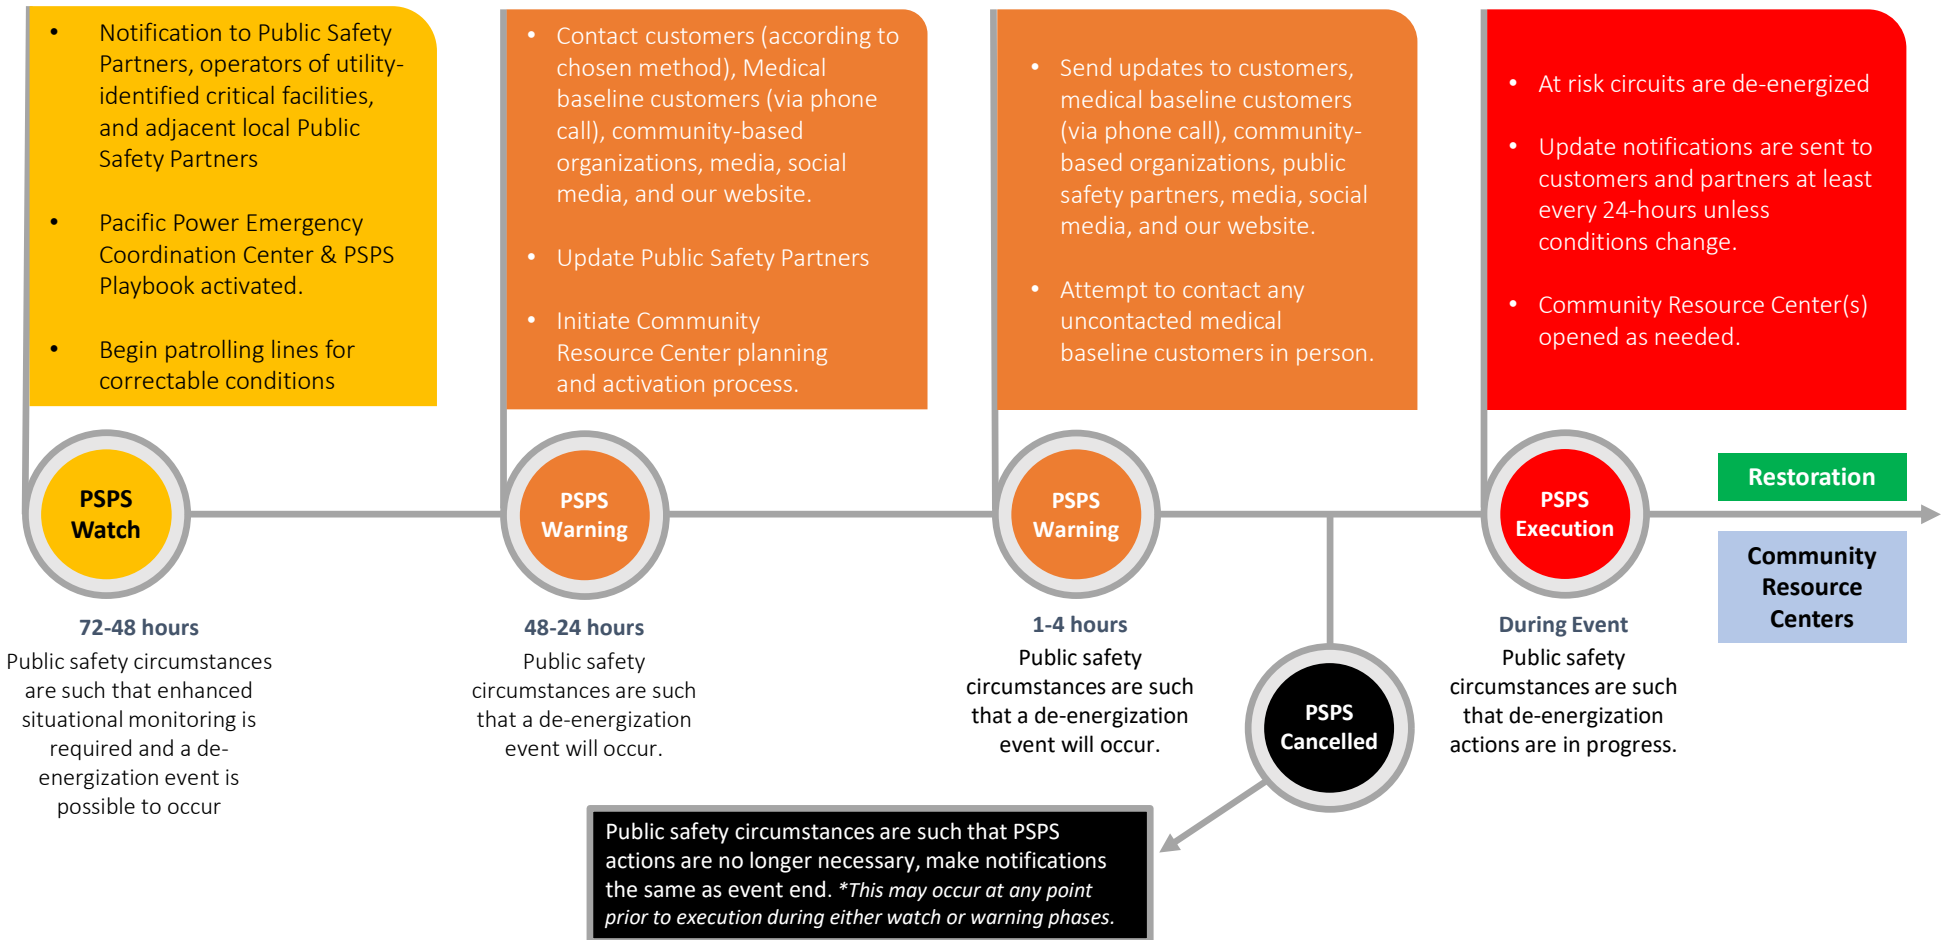 • Notification to Public Safety
Partners, operators of utility-
identified critical facilities,
and adjacent local Public
Safety Partners
• Pacific Power Emergency
Coordination Center & PSPS
Playbook activated.
• Begin patrolling lines for
correctable conditions
• Contact customers (according to
chosen method), Medical
baseline customers (via phone
call), community-based
organizations, media, social
media, and our website.
• Update Public Safety Partners
• Initiate Community
Resource Center planning
and activation process.
• Send updates to customers,
medical baseline customers
(via phone call), community-
based organizations, public
safety partners, media, social
media, and our website.
• Attempt to contact any
uncontacted medical
baseline customers in person.
• At risk circuits are de-energized
• Update notifications are sent to
customers and partners at least
every 24-hours unless
conditions change.
• Community Resource Center(s)
opened as needed.
PSPS
Watch
PSPS
Warning
PSPS
Warning
PSPS
Execution
Restoration
Community
Resource
Centers
72-48 hours
Public safety circumstances
are such that enhanced
situational monitoring is
required and a de-
energization event is
possible to occur
48-24 hours
Public safety
circumstances are such
that a de-energization
event will occur.
1-4 hours
Public safety
circumstances are such
that a de-energization
event will occur.
PSPS
Cancelled
During Event
Public safety
circumstances are such
that de-energization
actions are in progress.
Public safety circumstances are such that PSPS
actions are no longer necessary, make notifications
the same as event end. *This may occur at any point
prior to execution during either watch or warning phases.